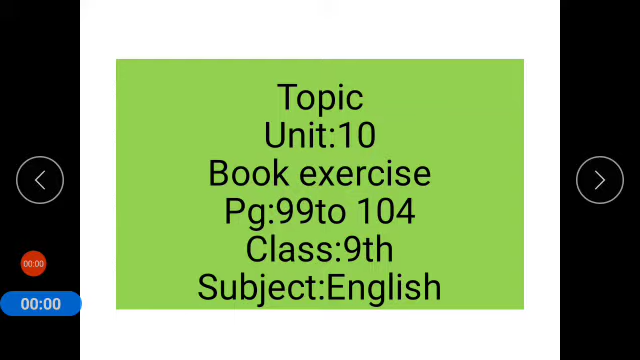 Topic
Unit:10
Book exercise
Pg:99to 104
Class:9th
Subject:English
00:00
00:00